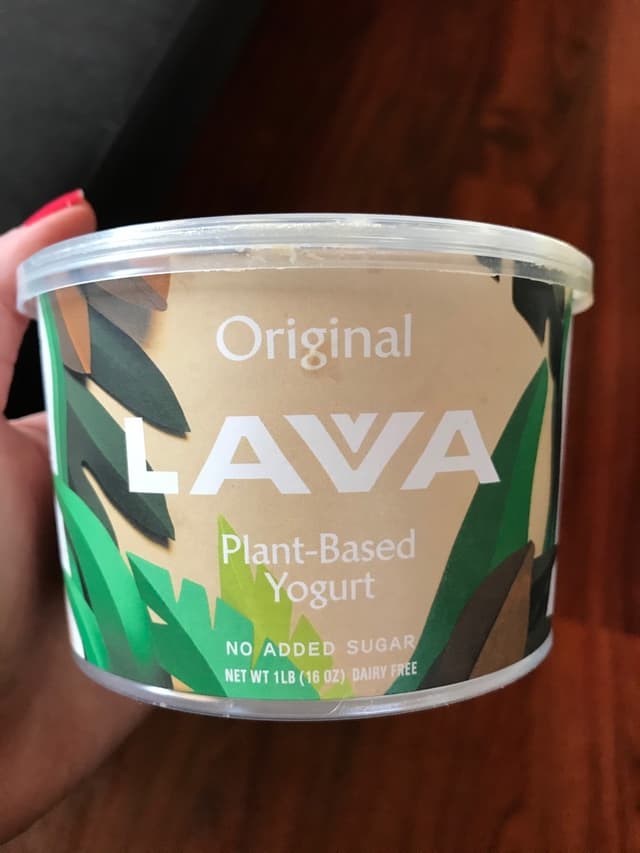 Original
LAVVA
Plant-Based
Yogurt
NO ADDED SUGAR
NET WT 1LB (16 OZ) DAIRY FREE